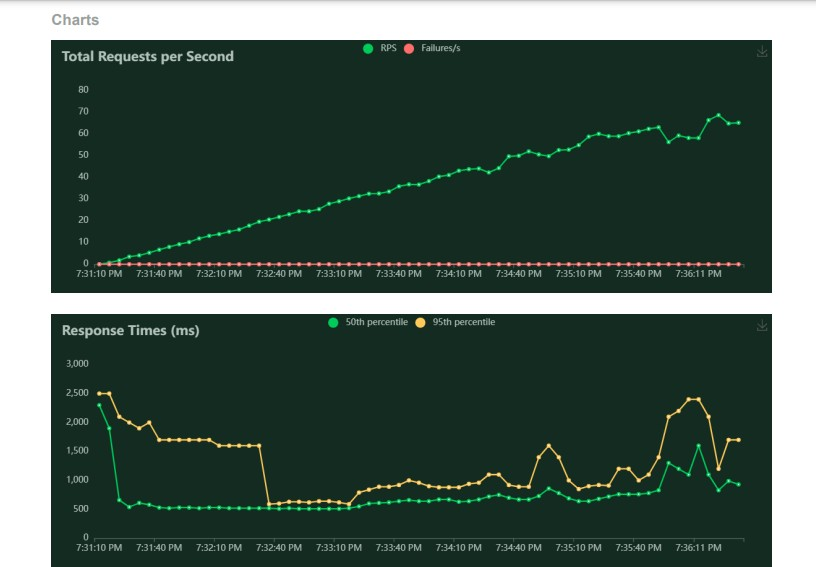 Charts
Total Requests per Second
RPS Failures/s
80
70
60
50
40
30
20
10
0
7:31:10 PM 7:31:40 PM 7:32:10 PM 7:32:40 PM 7:33:10 PM 7:33:40 PM 7:34:10 PM 7:34:40 PM 7:35:10 PM 7:35:40 PM 7:36:11 PM
Response Times (ms)
50th percentile 95th percentile
3,000
2,500
2,000
1,500
1,000
500
0
7:31:10 PM 7:31:40 PM 7:32:10 PM 7:32:40 PM 7:33:10 PM 7:33:40 PM 7:34:10 PM 7:34:40 PM 7:35:10 PM 7:35:40 PM 7:36:11 PM